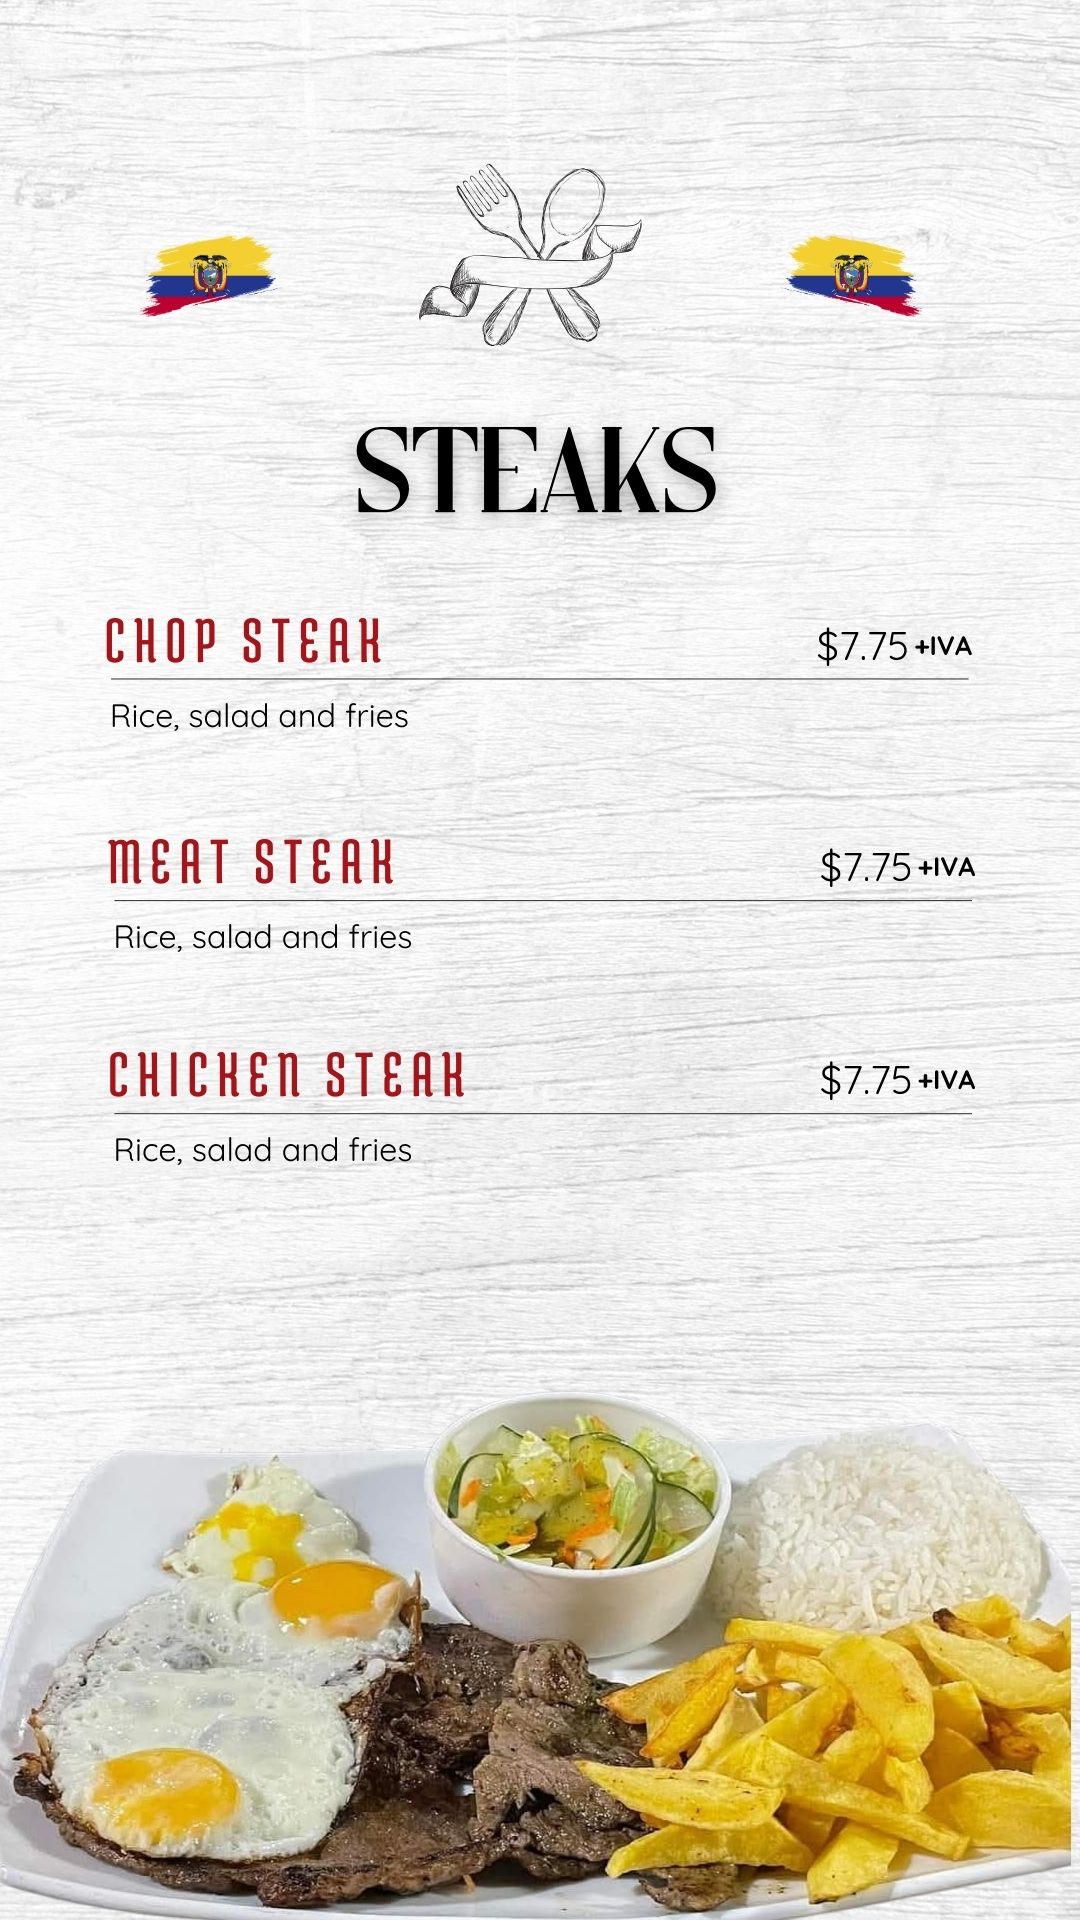 STEAKS
CHOP STEAK $7.75 +IVA
Rice, salad and fries
MEAT STEAK $7.75 +IVA
Rice, salad and fries
CHICKEN STEAK $7.75 +IVA
Rice, salad and fries